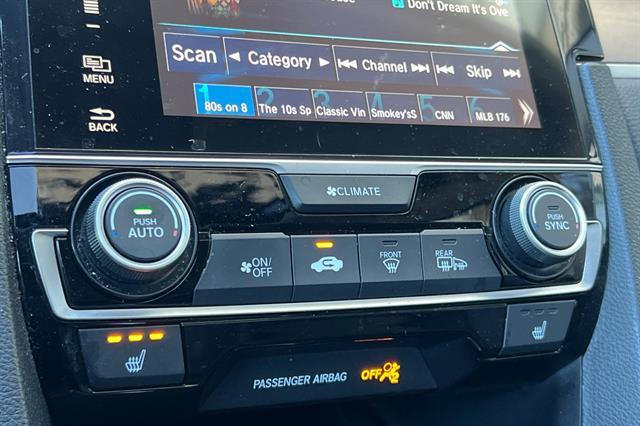 Don't Dream It's Ove
Scan Category Channel Skip
MENU
1 2 3 4 5 6
80s on 8 The 10s Sp Classic Vin Smokey'sS CNN MLB 176
BACK
CLIMATE
PUSH AUTO
PUSH SYNC
ON/OFF FRONT REAR
PASSENGER AIRBAG OFF